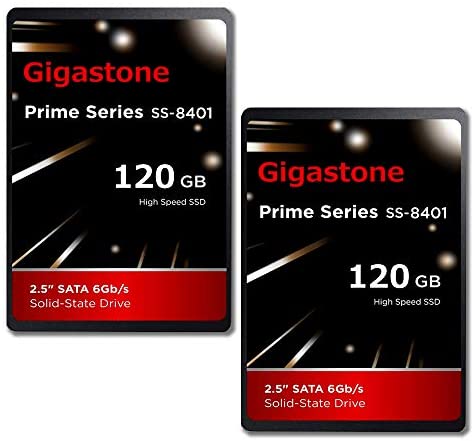 Gigastone
Prime Series SS-8401
120 GB
High Speed SSD
2.5" SATA 6Gb/s
Solid-State Drive
Gigastone
Prime Series SS-8401
120 GB
High Speed SSD
2.5" SATA 6Gb/s
Solid-State Drive